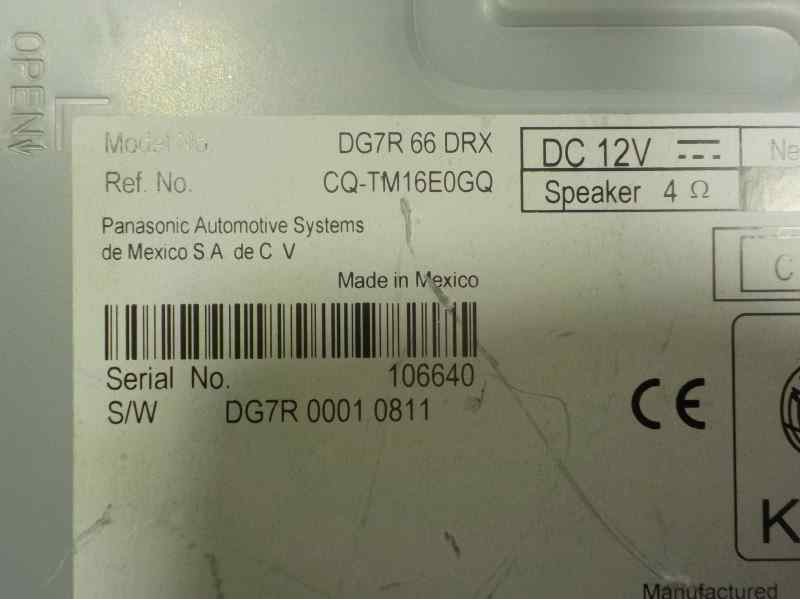 OPEN
Model No. DG7R 66 DRX
Ref. No. CQ-TM16E0GQ
DC 12V
Speaker 4 Ω
Ne
Panasonic Automotive Systems
de Mexico S.A. de C V
Made in Mexico
C
Serial No. 106640
S/W DG7R 0001 0811
CE
K
Manufactured